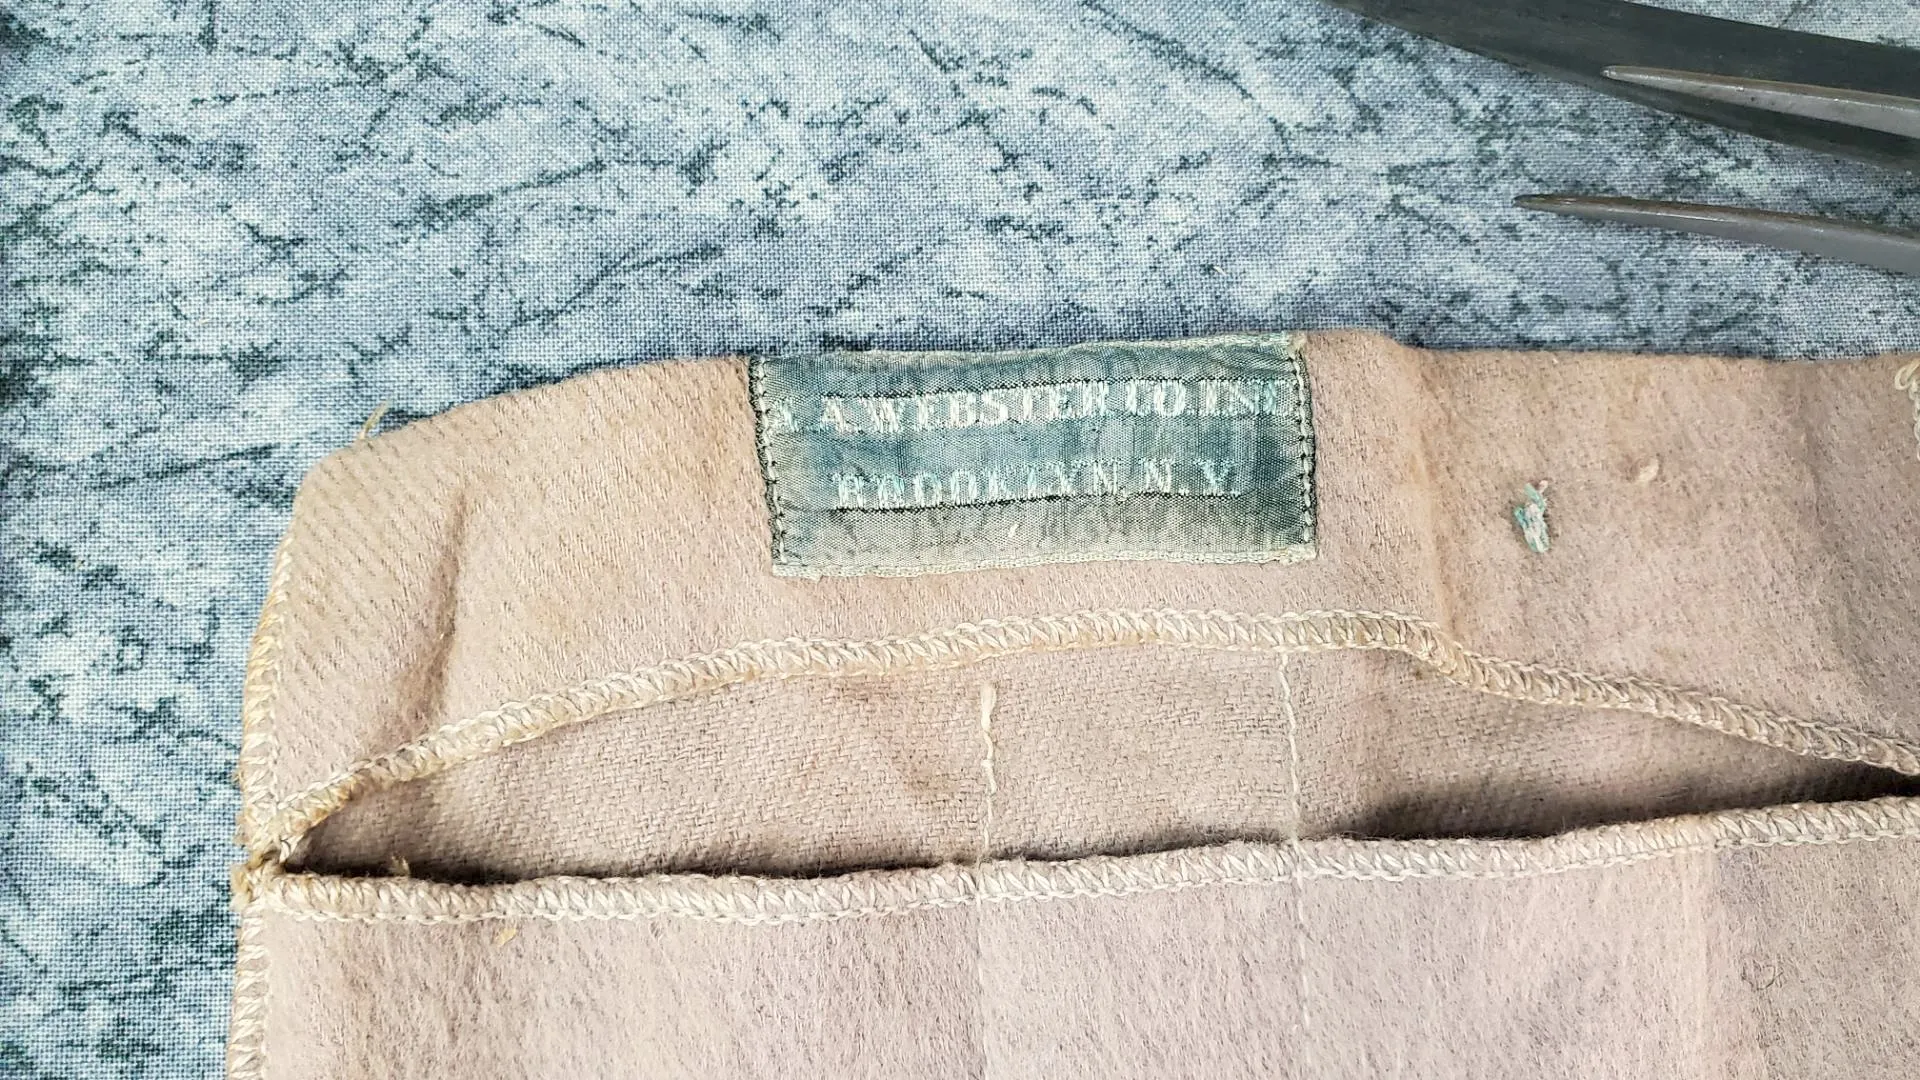 A. WEBSTER CO. INC
BROOKLYN N.Y.